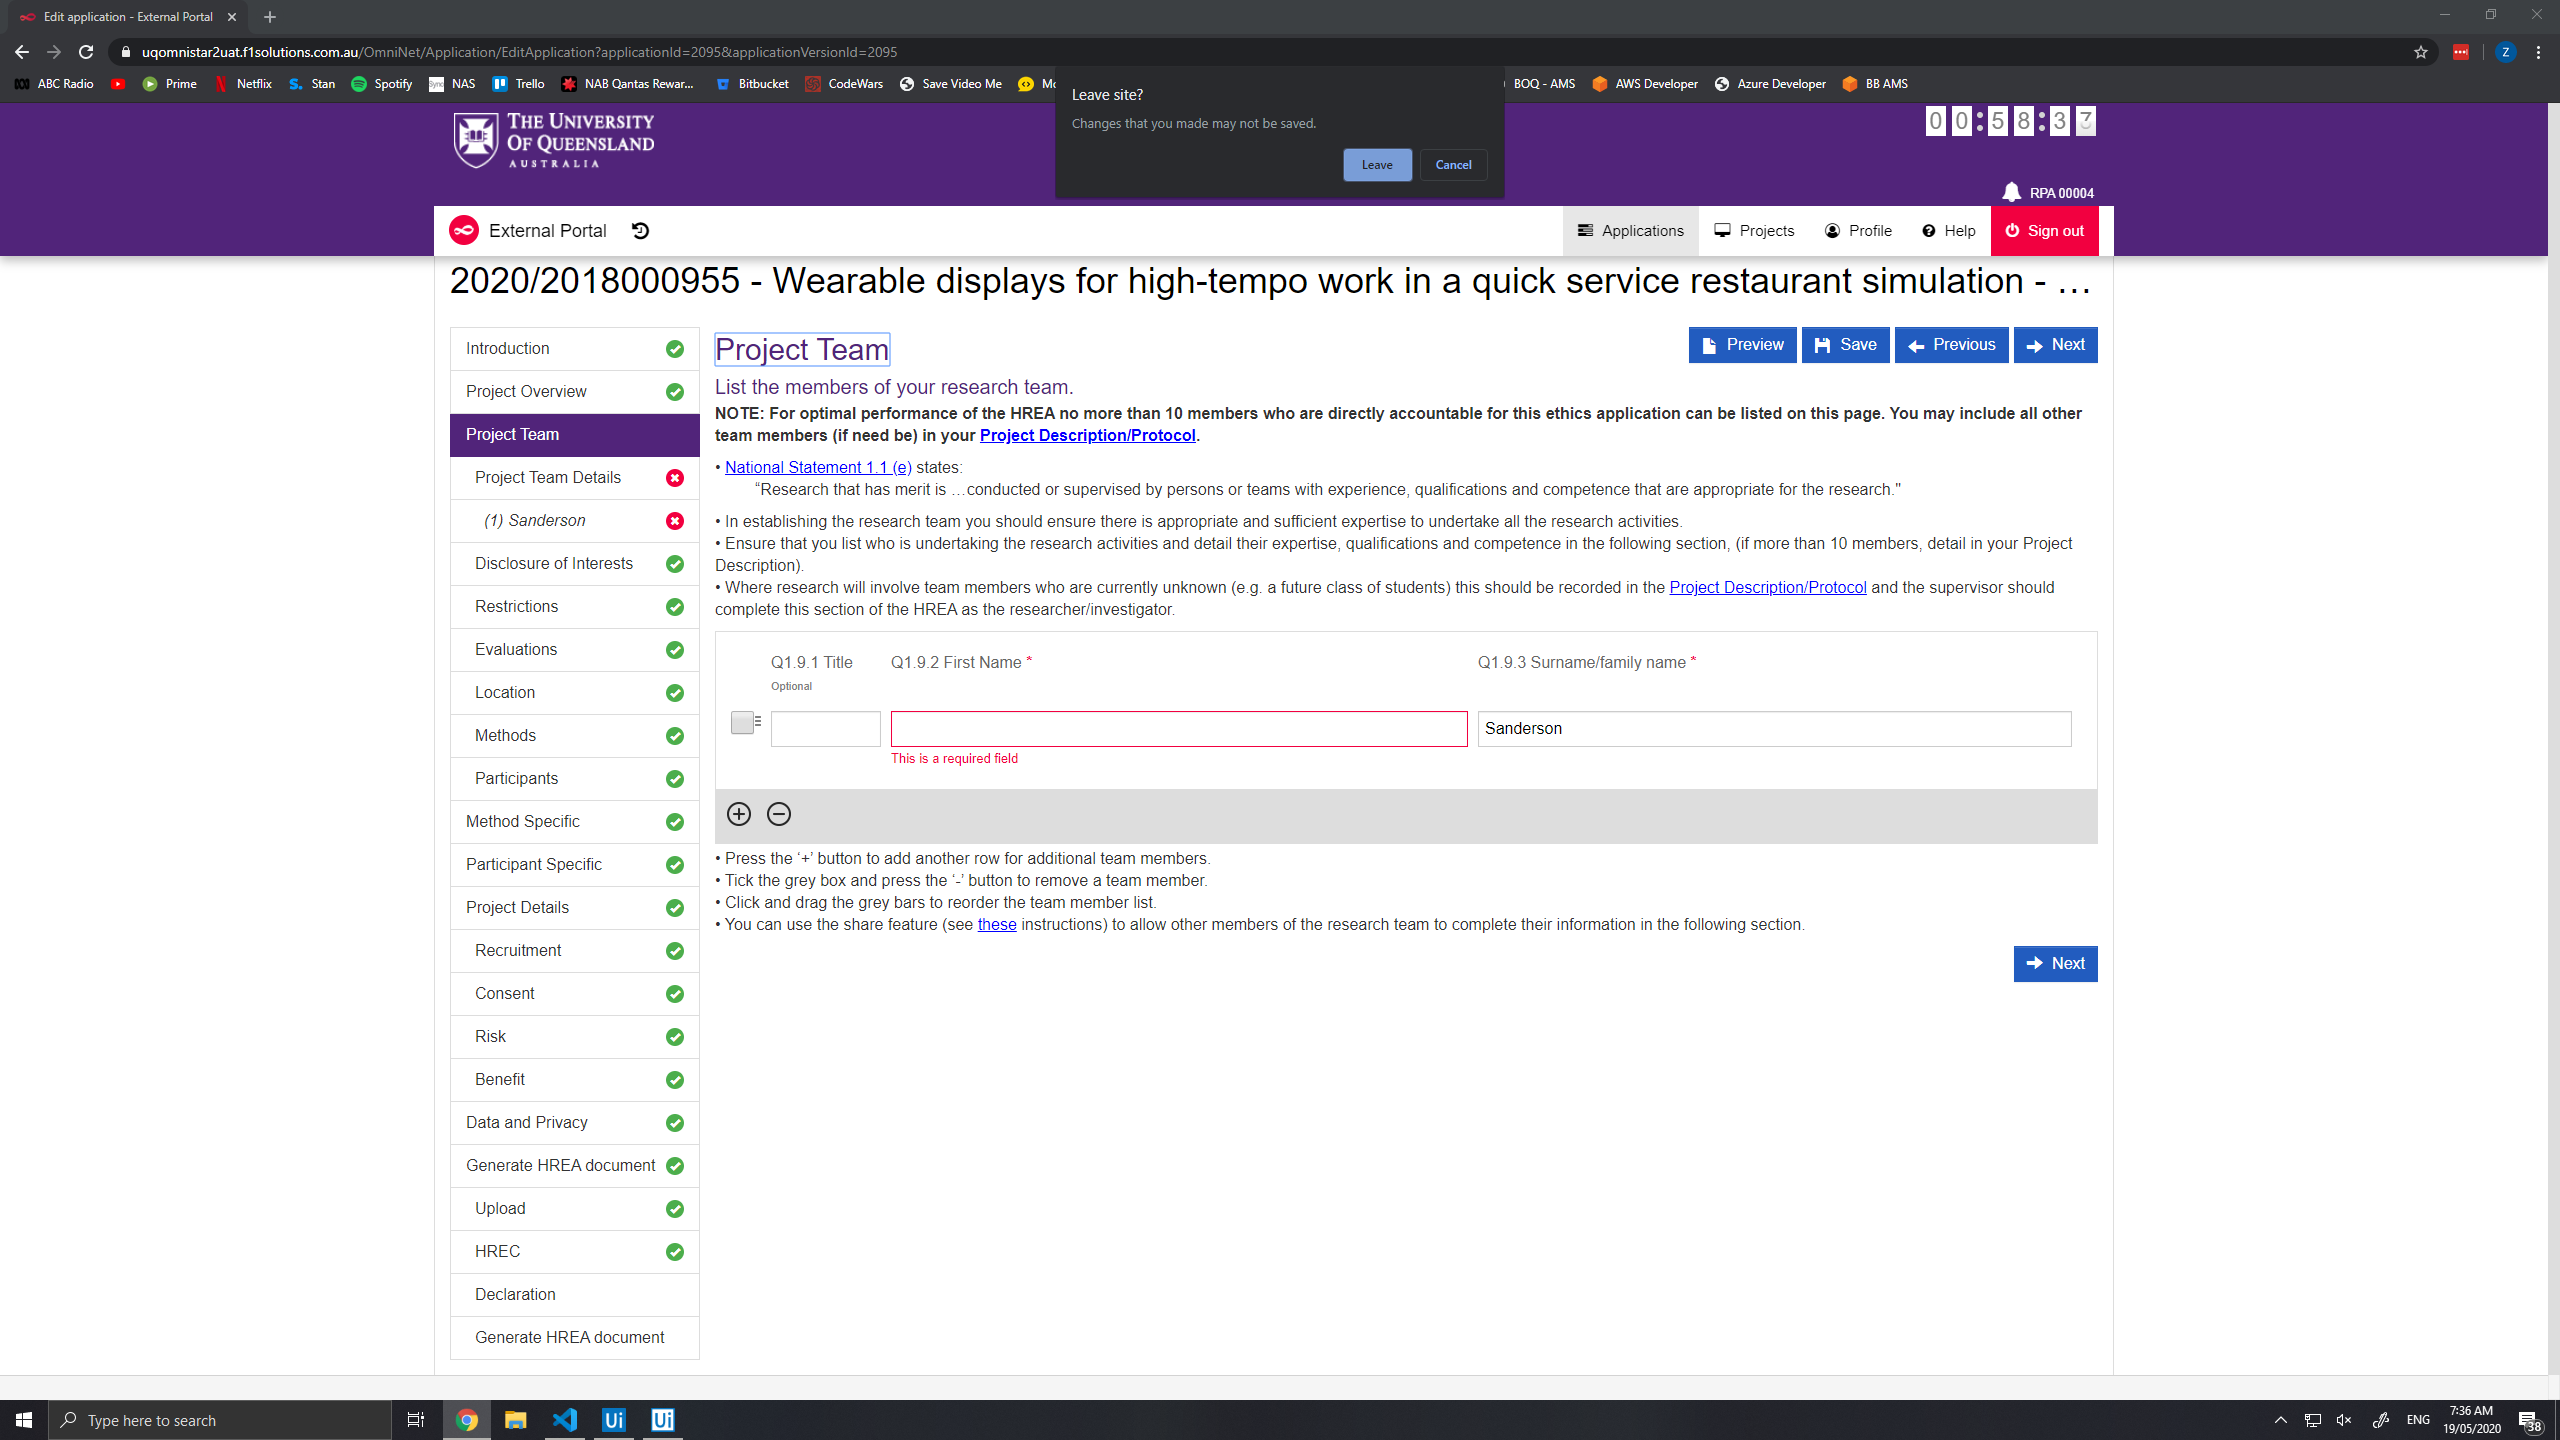 Edit application - External Portal
uqomnistar2uat.f1solutions.com.au/OmniNet/Application/EditApplication?applicationId=2095&applicationVersionId=2095
Z
ABC Radio
Prime
Netflix
Stan
Spotify
NAS
Trello
NAB Qantas Rewar...
Bitbucket
CodeWars
Save Video Me
BOQ - AMS
AWS Developer
Azure Developer
BB AMS
Leave site?
Changes that you made may not be saved.
Leave
Cancel
THE UNIVERSITY
OF QUEENSLAND
AUSTRALIA
00:58:37
RPA 00004
External Portal
Applications
Projects
Profile
Help
Sign out
2020/2018000955 - Wearable displays for high-tempo work in a quick service restaurant simulation - …
Introduction
Project Overview
Project Team
Project Team Details
(1) Sanderson
Disclosure of Interests
Restrictions
Evaluations
Location
Methods
Participants
Method Specific
Participant Specific
Project Details
Recruitment
Consent
Risk
Benefit
Data and Privacy
Generate HREA document
Upload
HREC
Declaration
Generate HREA document
Project Team
Preview
Save
Previous
Next
List the members of your research team.
NOTE: For optimal performance of the HREA no more than 10 members who are directly accountable for this ethics application can be listed on this page. You may include all other
team members (if need be) in your Project Description/Protocol.
• National Statement 1.1 (e) states:
“Research that has merit is …conducted or supervised by persons or teams with experience, qualifications and competence that are appropriate for the research."
• In establishing the research team you should ensure there is appropriate and sufficient expertise to undertake all the research activities.
• Ensure that you list who is undertaking the research activities and detail their expertise, qualifications and competence in the following section, (if more than 10 members, detail in your Project
Description).
• Where research will involve team members who are currently unknown (e.g. a future class of students) this should be recorded in the Project Description/Protocol and the supervisor should
complete this section of the HREA as the researcher/investigator.
Q1.9.1 Title
Optional
Q1.9.2 First Name *
Q1.9.3 Surname/family name *
Sanderson
This is a required field
• Press the ‘+’ button to add another row for additional team members.
• Tick the grey box and press the ‘-’ button to remove a team member.
• Click and drag the grey bars to reorder the team member list.
• You can use the share feature (see these instructions) to allow other members of the research team to complete their information in the following section.
Next
Type here to search
Ui
Ui
ENG
7:36 AM
19/05/2020
38